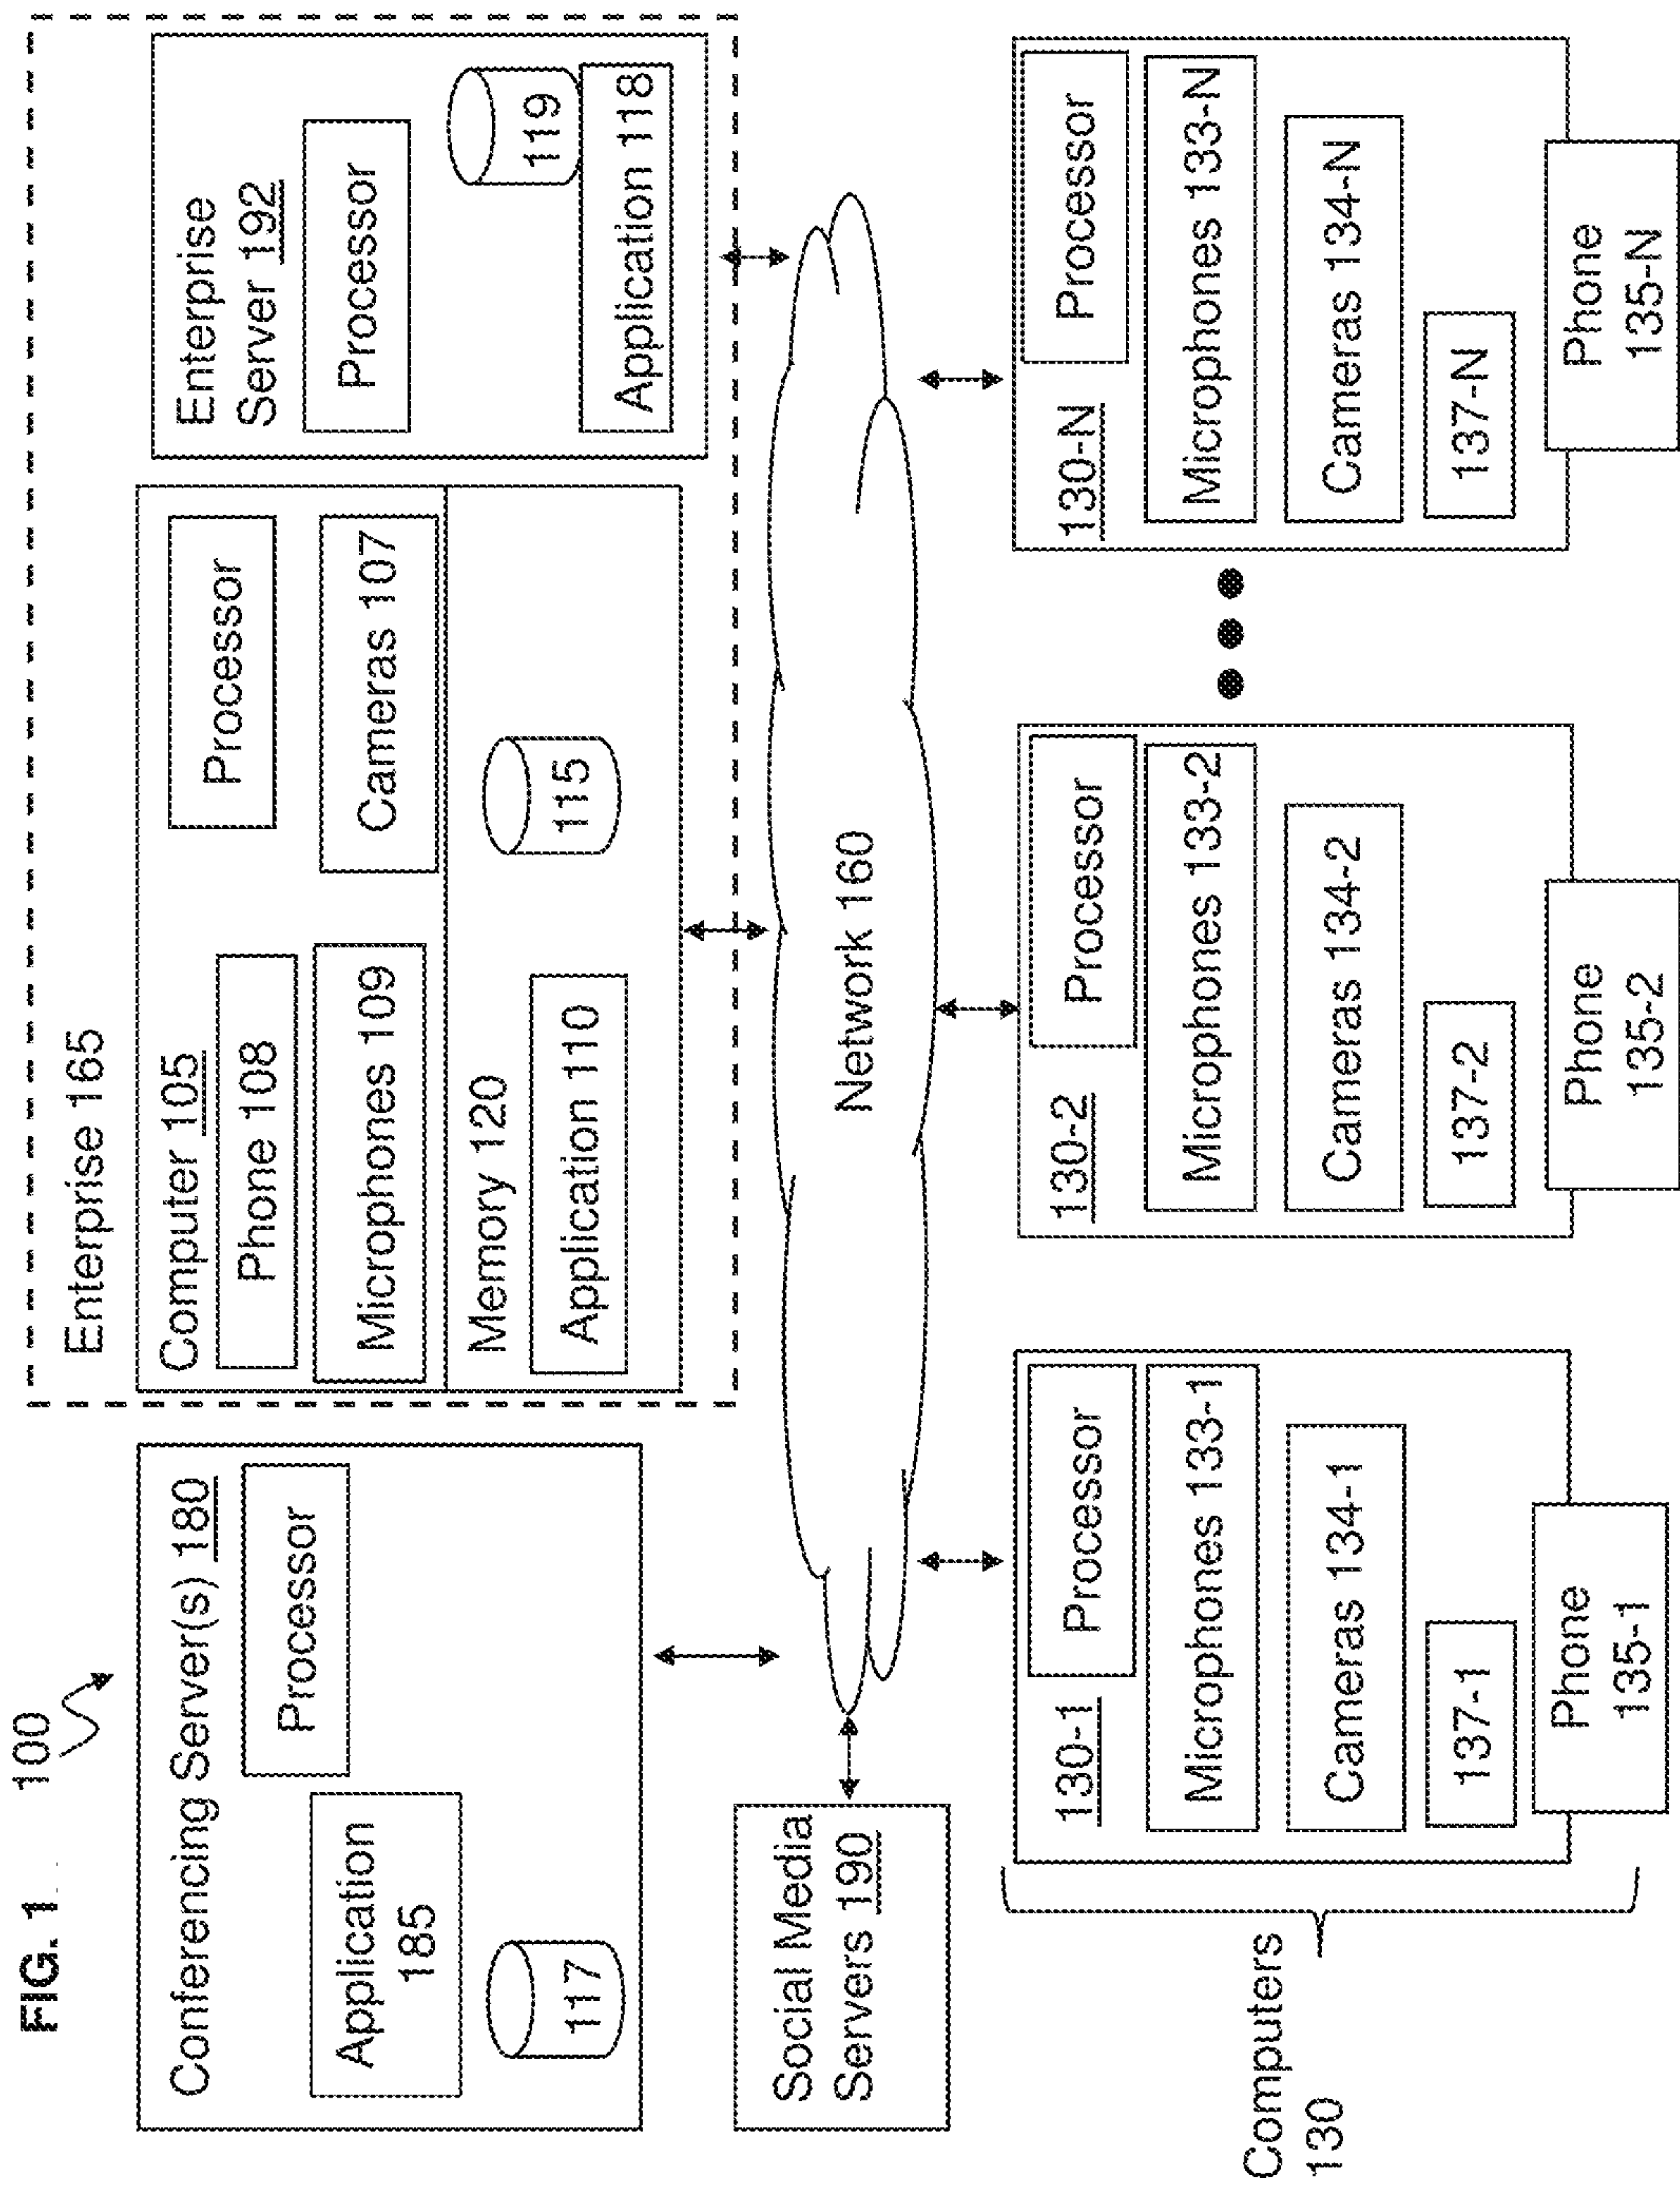 FIG. 1
100
Conferencing Server(s) 180
Processor
Application
185
117
Enterprise 165
Computer 105
Phone 108
Processor
Microphones 109
Cameras 107
Memory 120
Application 110
115
Enterprise
Server 192
Processor
119
Application 118
Social Media
Servers 190
Network 160
Computers
130
130-1
Processor
Microphones 133-1
Cameras 134-1
137-1
Phone
135-1
130-2
Processor
Microphones 133-2
Cameras 134-2
137-2
Phone
135-2
130-N
Processor
Microphones 133-N
Cameras 134-N
137-N
Phone
135-N